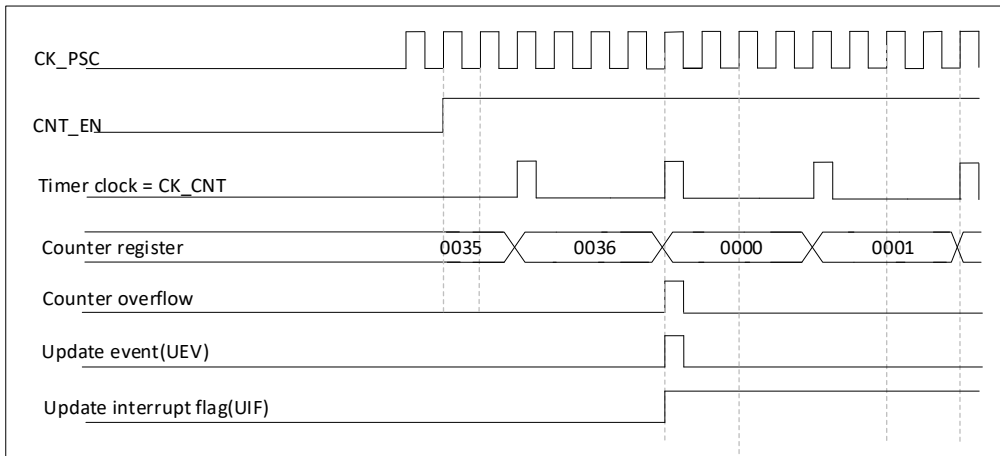 CK_PSC
CNT_EN
Timer clock = CK_CNT
Counter register 0035 0036 0000 0001
Counter overflow
Update event(UEV)
Update interrupt flag(UIF)